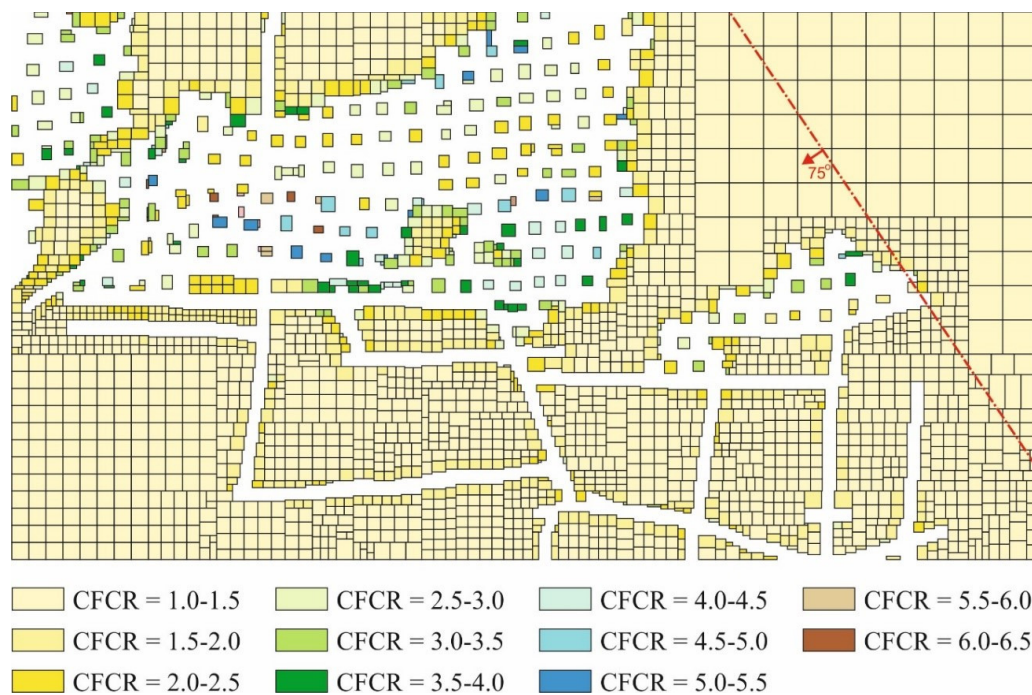 75°
CFCR = 1.0-1.5
CFCR = 2.5-3.0
CFCR = 4.0-4.5
CFCR = 5.5-6.0
CFCR = 1.5-2.0
CFCR = 3.0-3.5
CFCR = 4.5-5.0
CFCR = 6.0-6.5
CFCR = 2.0-2.5
CFCR = 3.5-4.0
CFCR = 5.0-5.5